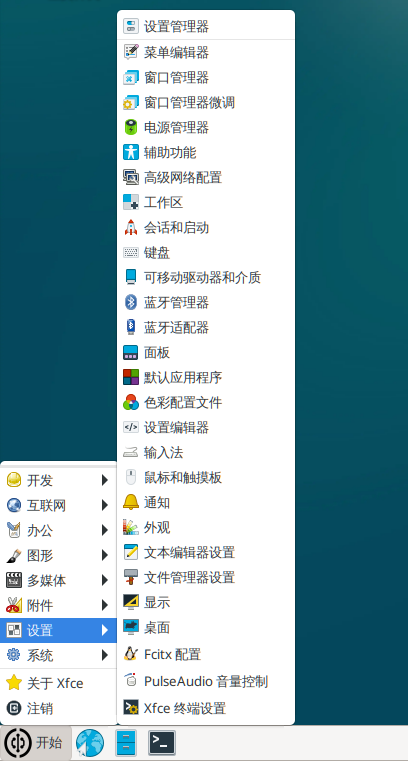 设置管理器
菜单编辑器
窗口管理器
窗口管理器微调
电源管理器
辅助功能
高级网络配置
工作区
会话和启动
键盘
可移动驱动器和介质
蓝牙管理器
蓝牙适配器
面板
默认应用程序
色彩配置文件
设置编辑器
输入法
鼠标和触摸板
通知
外观
文本编辑器设置
文件管理器设置
显示
桌面
Fcitx 配置
PulseAudio 音量控制
Xfce 终端设置
开发
互联网
办公
图形
多媒体
附件
设置
系统
关于 Xfce
注销
开始